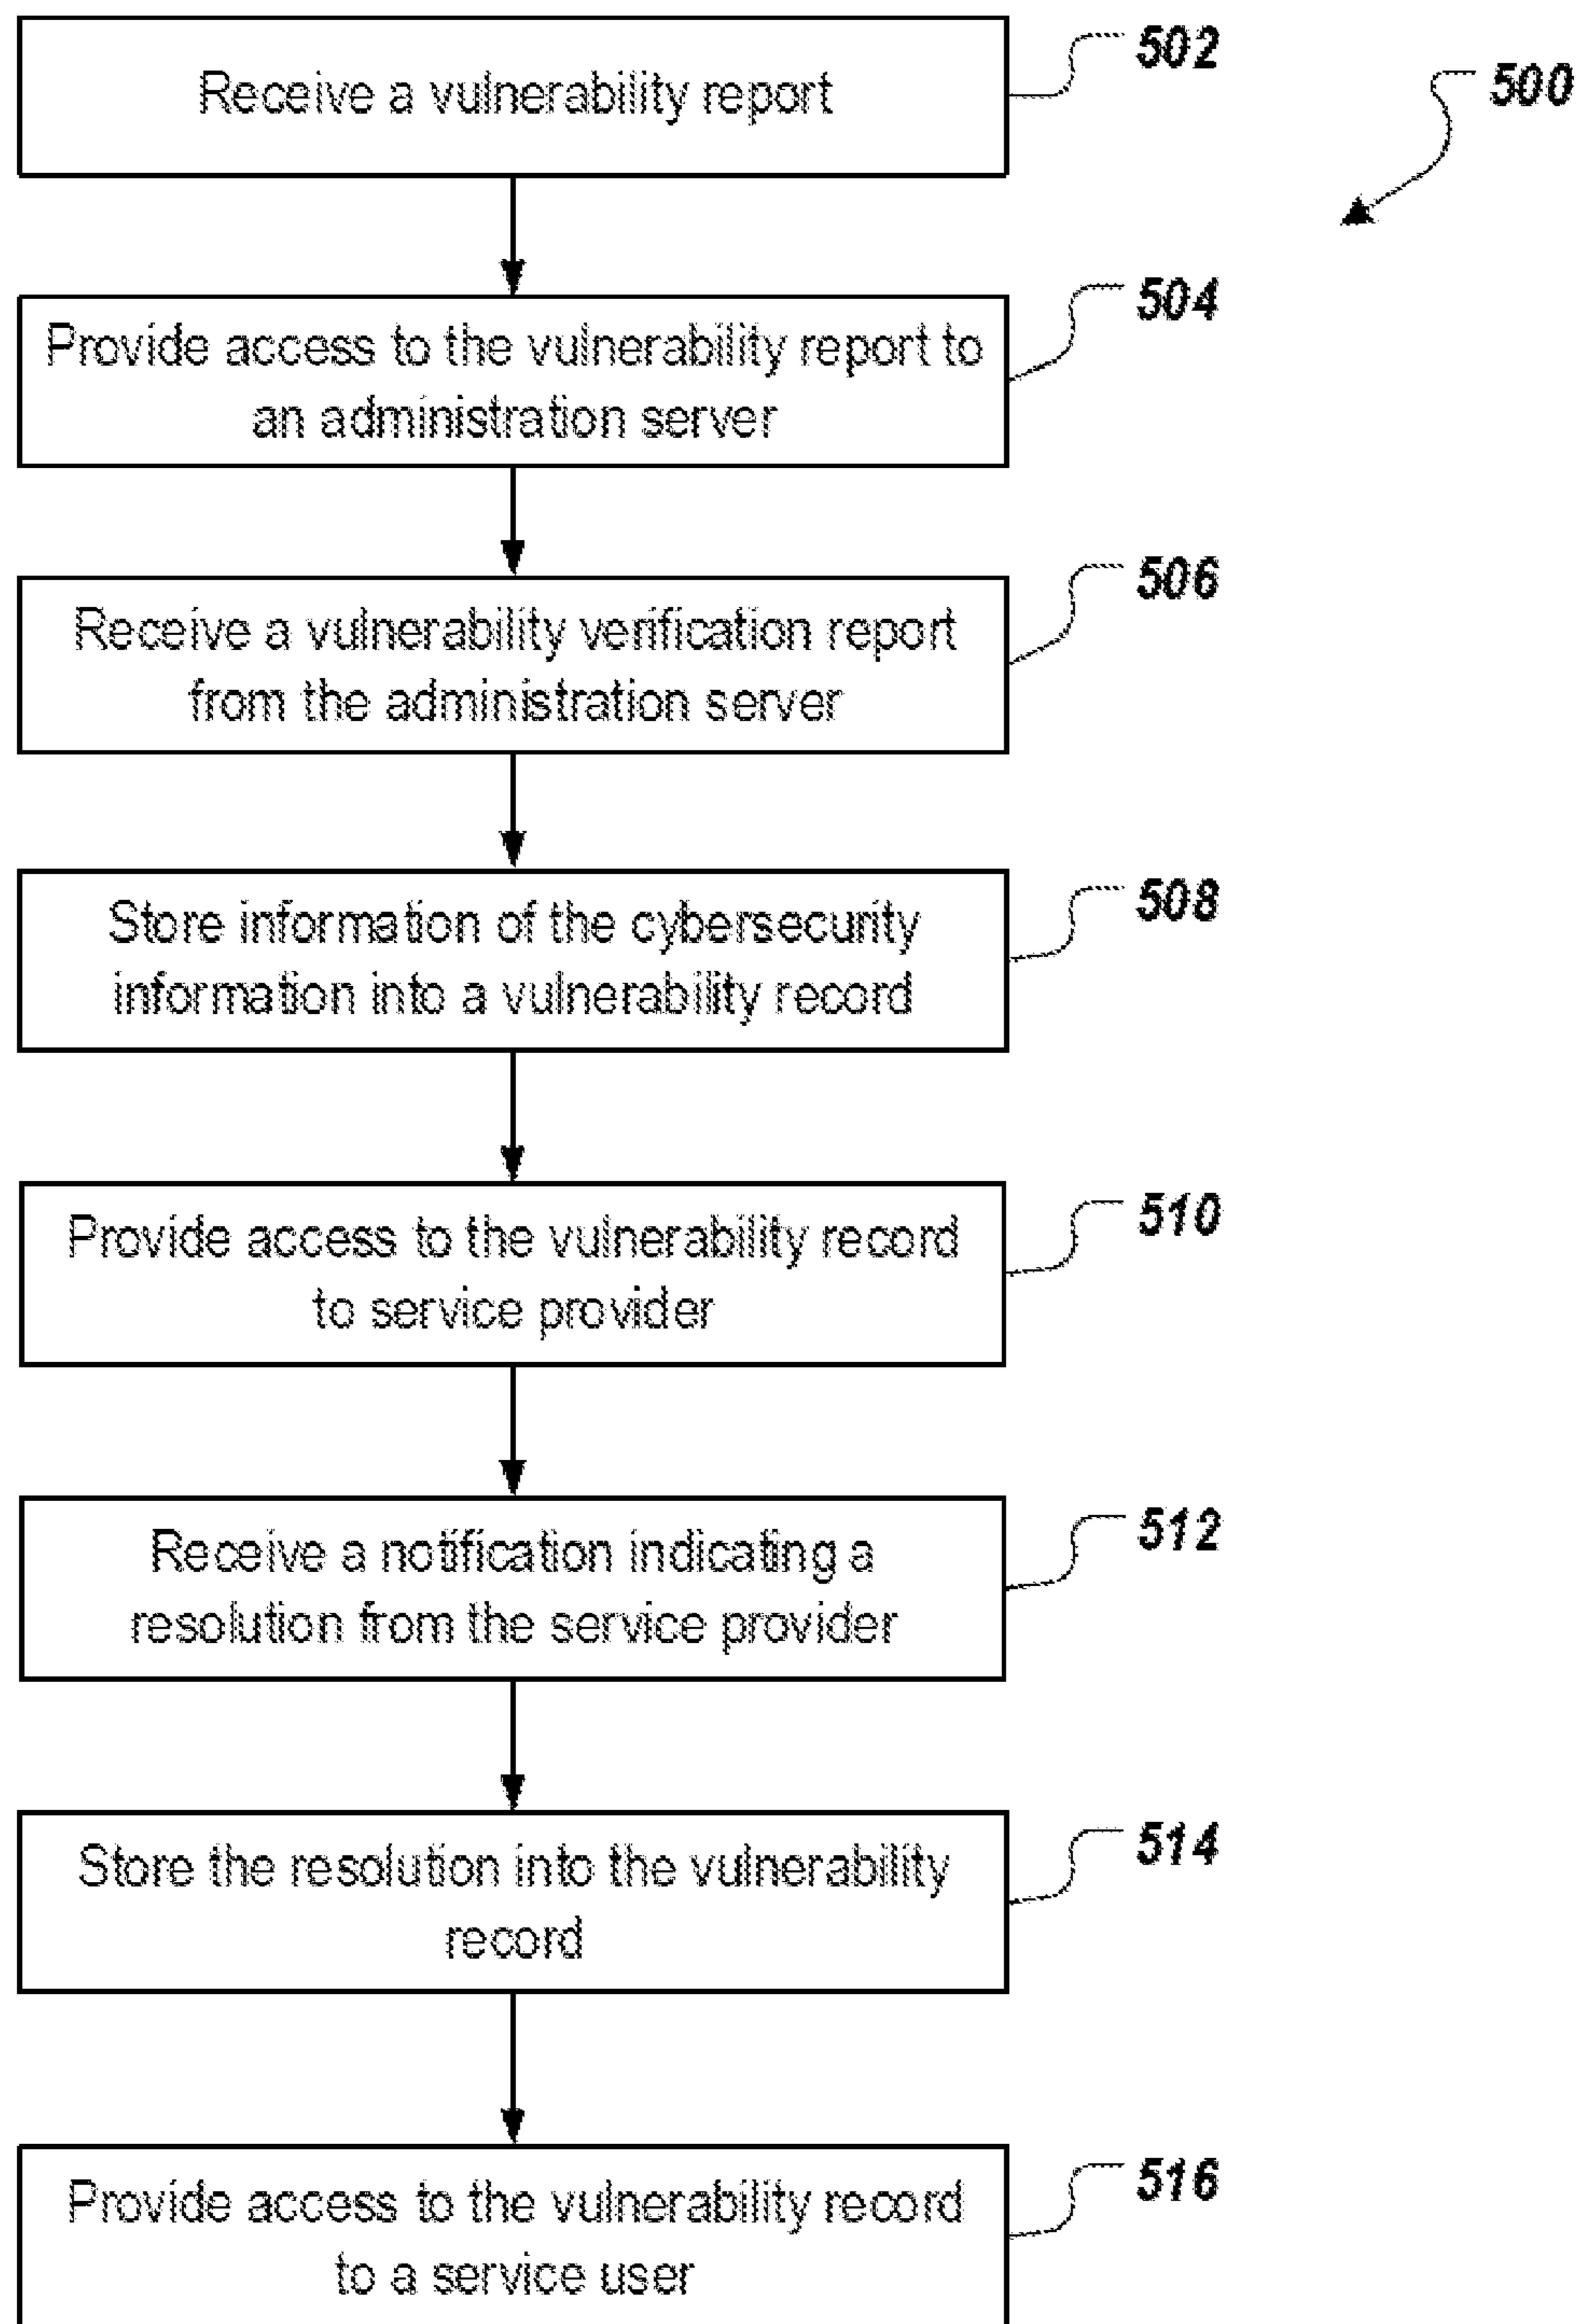 Receive a vulnerability report
502
500
Provide access to the vulnerability report to
an administration server
504
Receive a vulnerability verification report
from the administration server
506
Store information of the cybersecurity
information into a vulnerability record
508
Provide access to the vulnerability record
to service provider
510
Receive a notification indicating a
resolution from the service provider
512
Store the resolution into the vulnerability
record
514
Provide access to the vulnerability record
to a service user
516